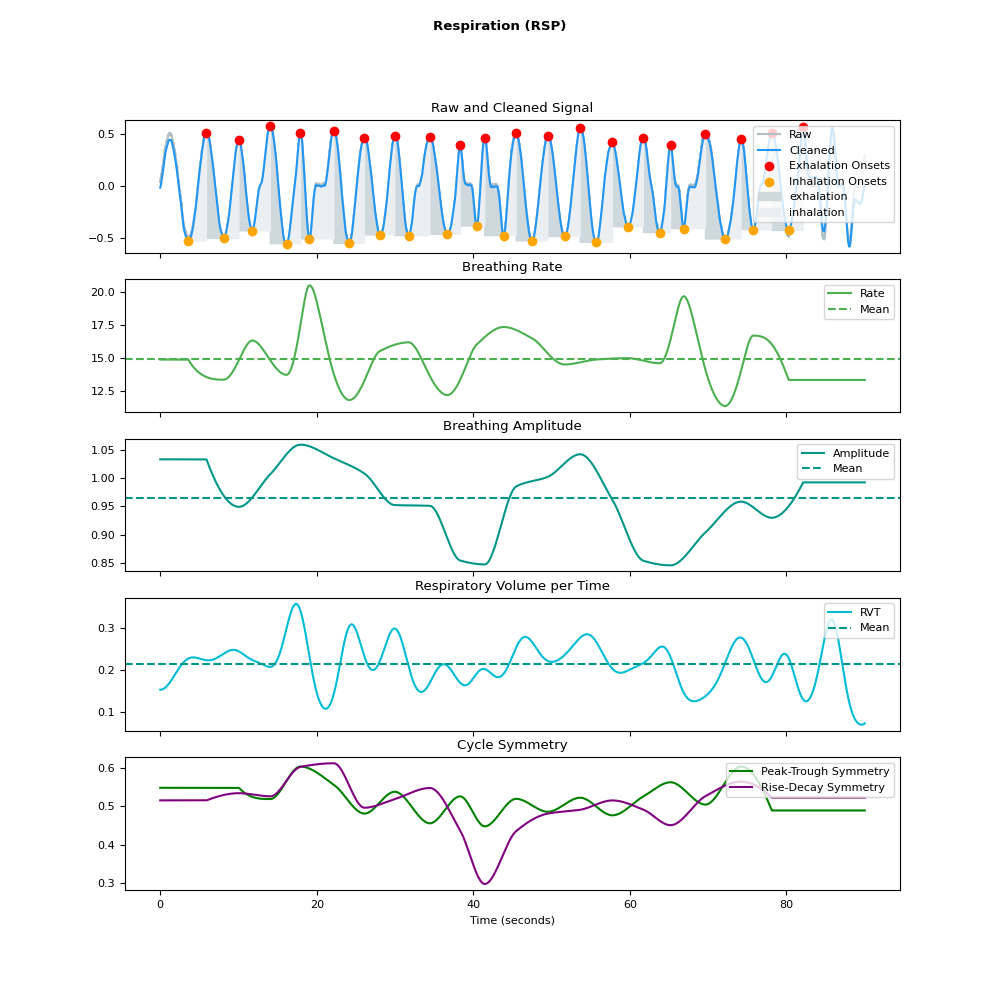 Respiration (RSP)
Raw and Cleaned Signal
0.5
0.0
−0.5
Raw
Cleaned
Exhalation Onsets
Inhalation Onsets
exhalation
inhalation
Breathing Rate
20.0
17.5
15.0
12.5
Rate
Mean
Breathing Amplitude
1.05
1.00
0.95
0.90
0.85
Amplitude
Mean
Respiratory Volume per Time
0.3
0.2
0.1
RVT
Mean
Cycle Symmetry
0.6
0.5
0.4
0.3
Peak-Trough Symmetry
Rise-Decay Symmetry
0 20 40 60 80
Time (seconds)